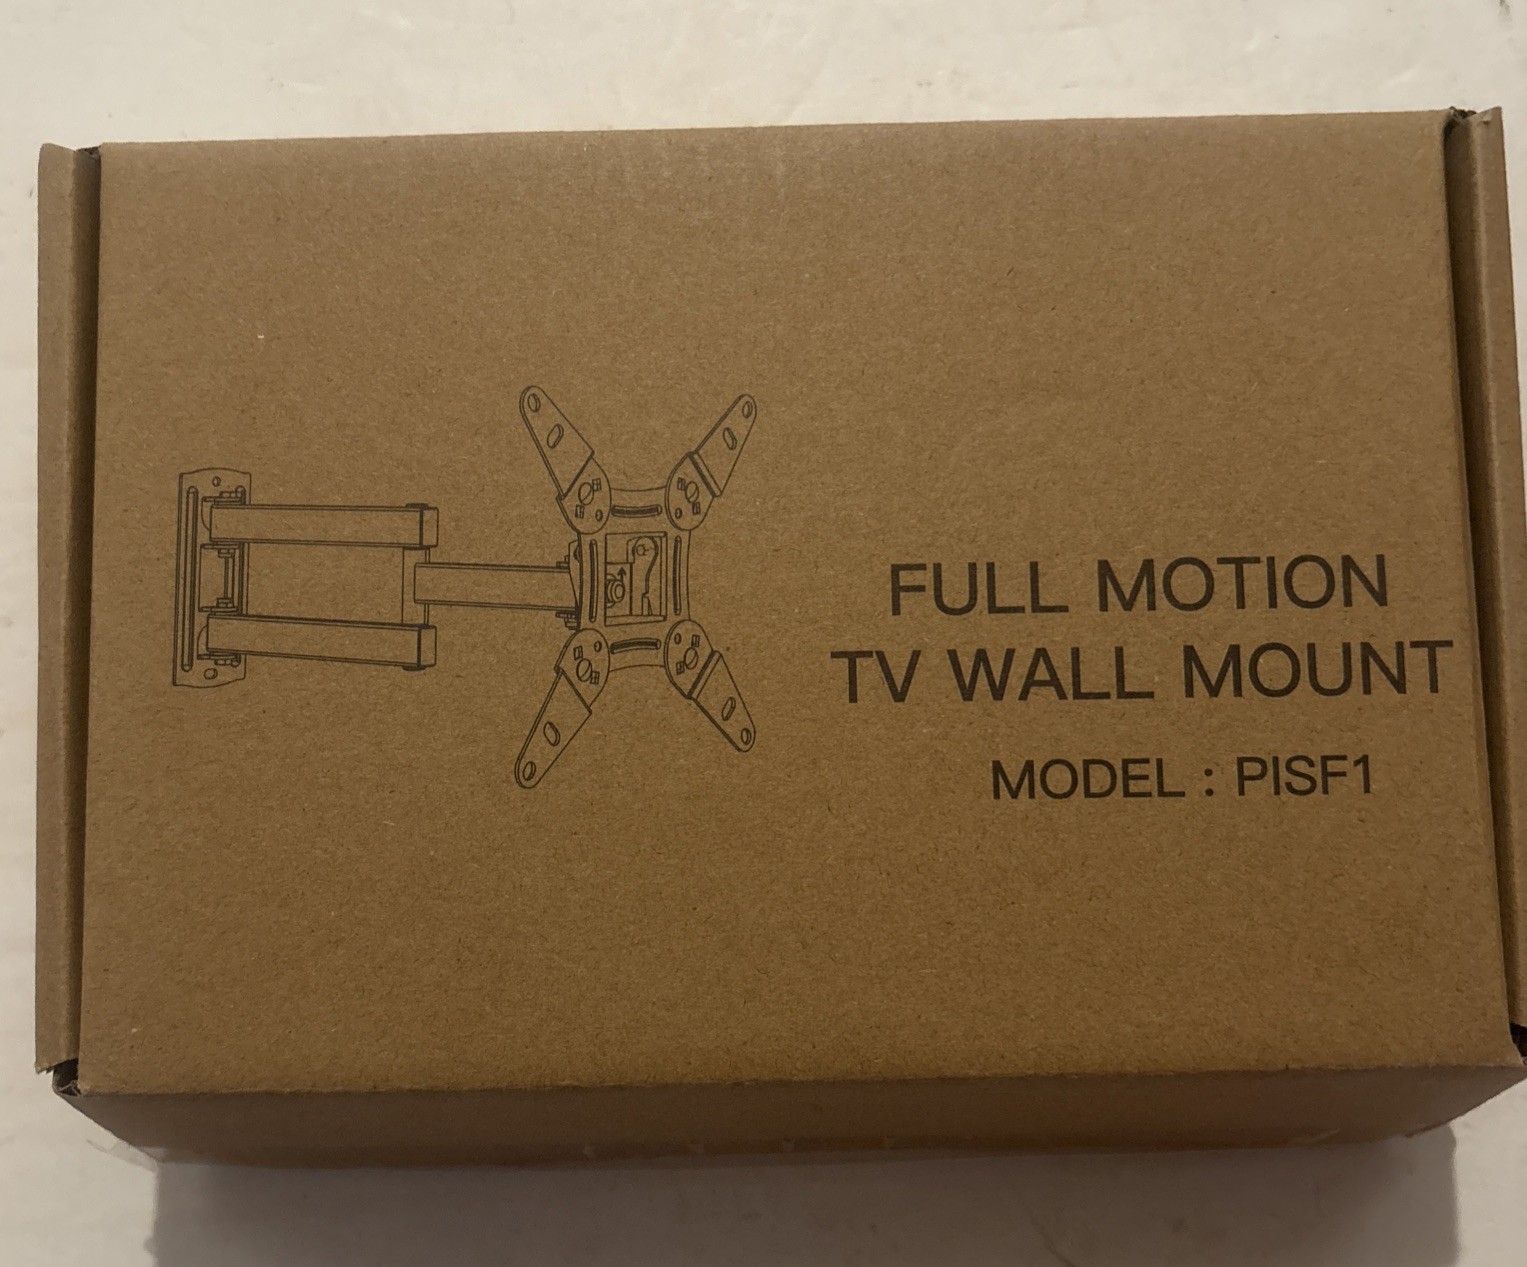 FULL MOTION
TV WALL MOUNT
MODEL : PISF1